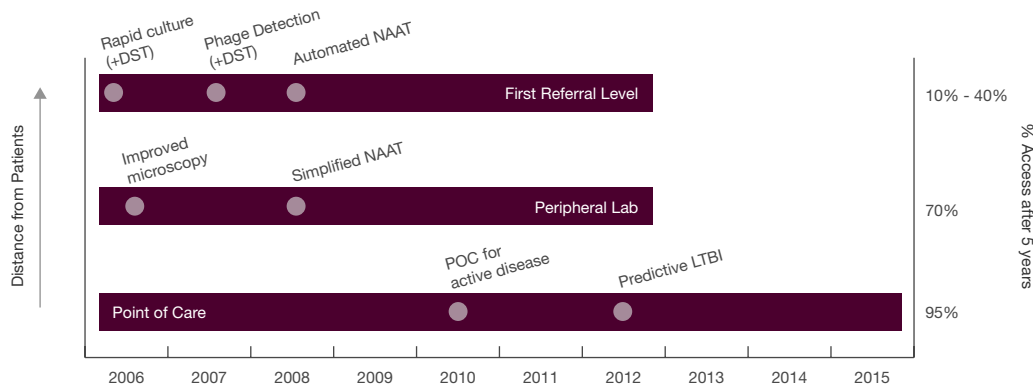 Rapid culture
(+DST)
Phage Detection
(+DST)
Automated NAAT
First Referral Level
10% - 40%
Improved
microscopy
Simplified NAAT
Peripheral Lab
70%
POC for
active disease
Predictive LTBI
Point of Care
95%
Distance from Patients
% Access after 5 years
2006
2007
2008
2009
2010
2011
2012
2013
2014
2015